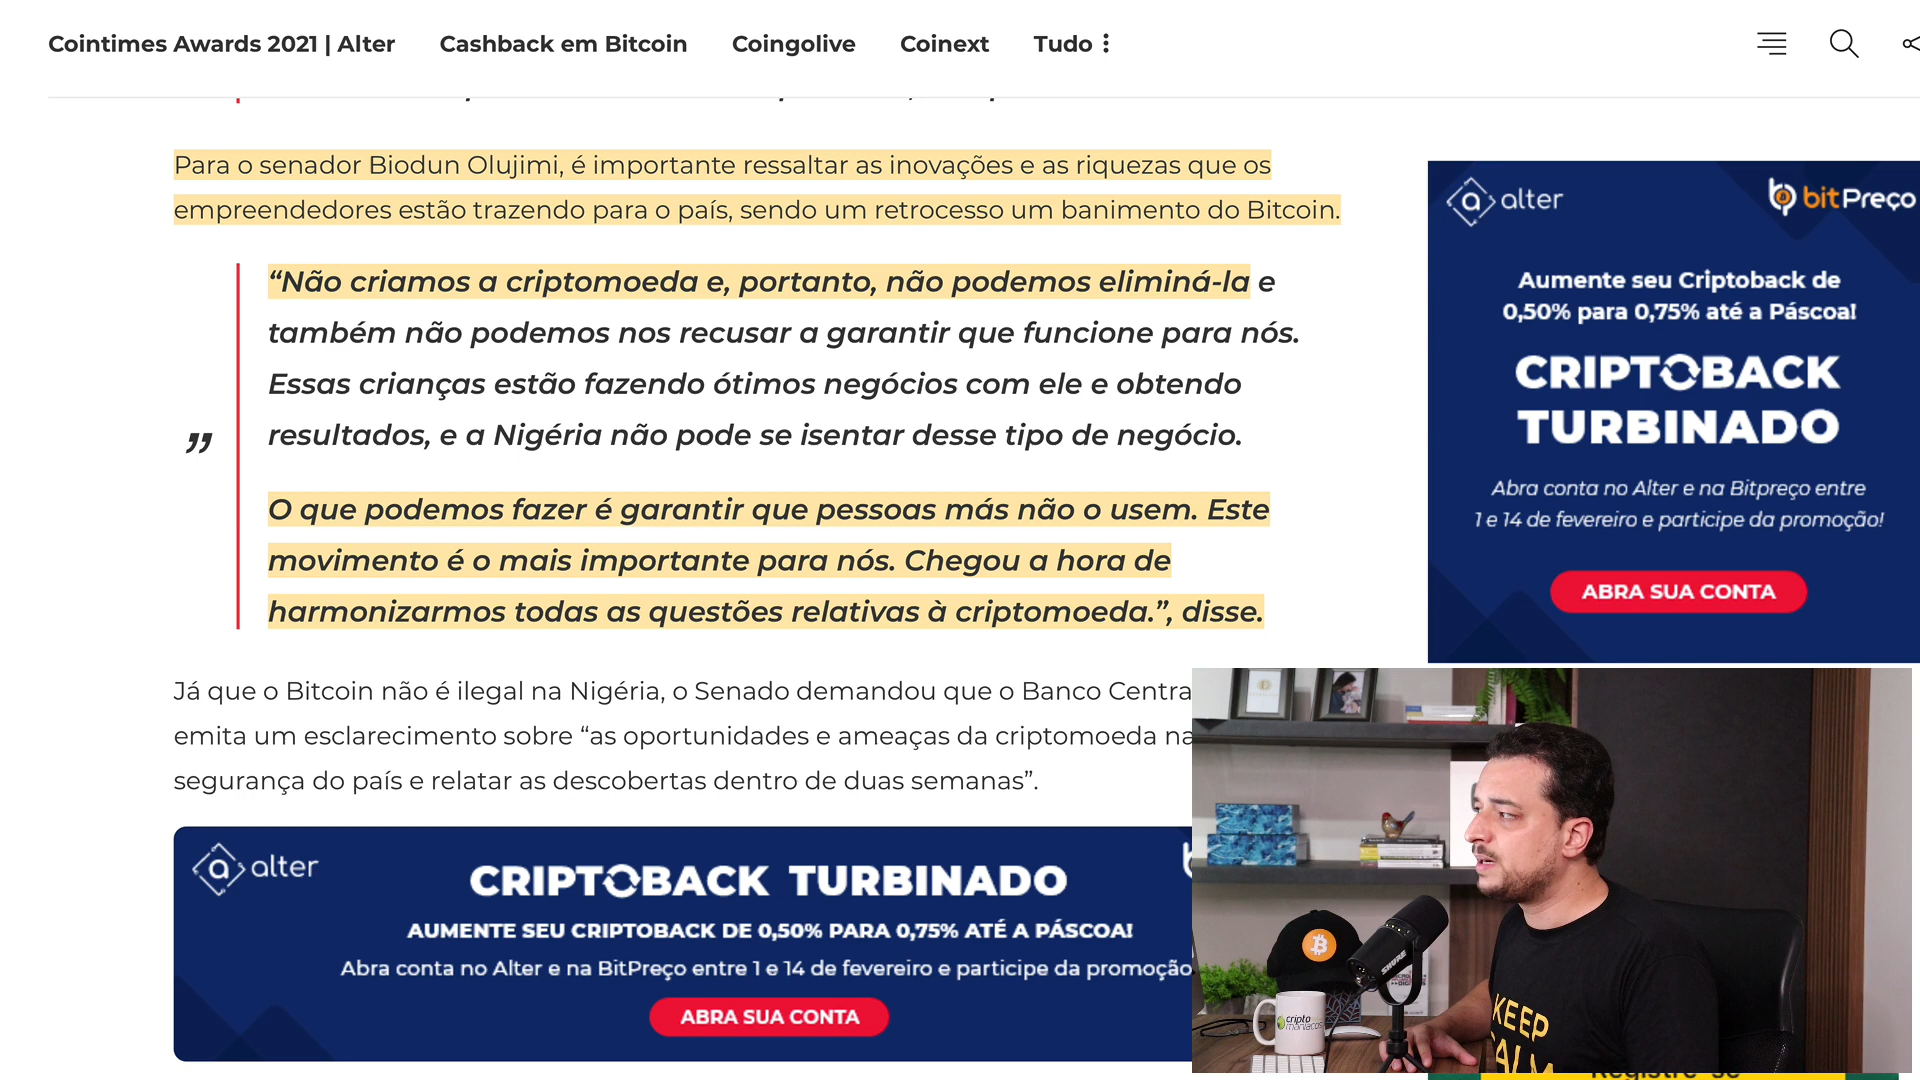 Cointimes Awards 2021 | Alter Cashback em Bitcoin Coingolive Coinext Tudo
Para o senador Biodun Olujimi, é importante ressaltar as inovações e as riquezas que os
empreendedores estão trazendo para o país, sendo um retrocesso um banimento do Bitcoin.
“Não criamos a criptomoeda e, portanto, não podemos eliminá-la e
também não podemos nos recusar a garantir que funcione para nós.
Essas crianças estão fazendo ótimos negócios com ele e obtendo
resultados, e a Nigéria não pode se isentar desse tipo de negócio.
”
O que podemos fazer é garantir que pessoas más não o usem. Este
movimento é o mais importante para nós. Chegou a hora de
harmonizarmos todas as questões relativas à criptomoeda.”, disse.
Já que o Bitcoin não é ilegal na Nigéria, o Senado demandou que o Banco Centra
emita um esclarecimento sobre “as oportunidades e ameaças da criptomoeda na
segurança do país e relatar as descobertas dentro de duas semanas”.
alter
CRIPTOBACK TURBINADO
AUMENTE SEU CRIPTOBACK DE 0,50% PARA 0,75% ATÉ A PÁSCOA!
Abra conta no Alter e na BitPreço entre 1 e 14 de fevereiro e participe da promoção
ABRA SUA CONTA
alter bitPreço
Aumente seu Criptoback de
0,50% para 0,75% até a Páscoa!
CRIPTOBACK
TURBINADO
Abra conta no Alter e na Bitpreço entre
1 e 14 de fevereiro e participe da promoção!
ABRA SUA CONTA
SHURE
cripto
maníacos
KEEP
CALM
Registre-se